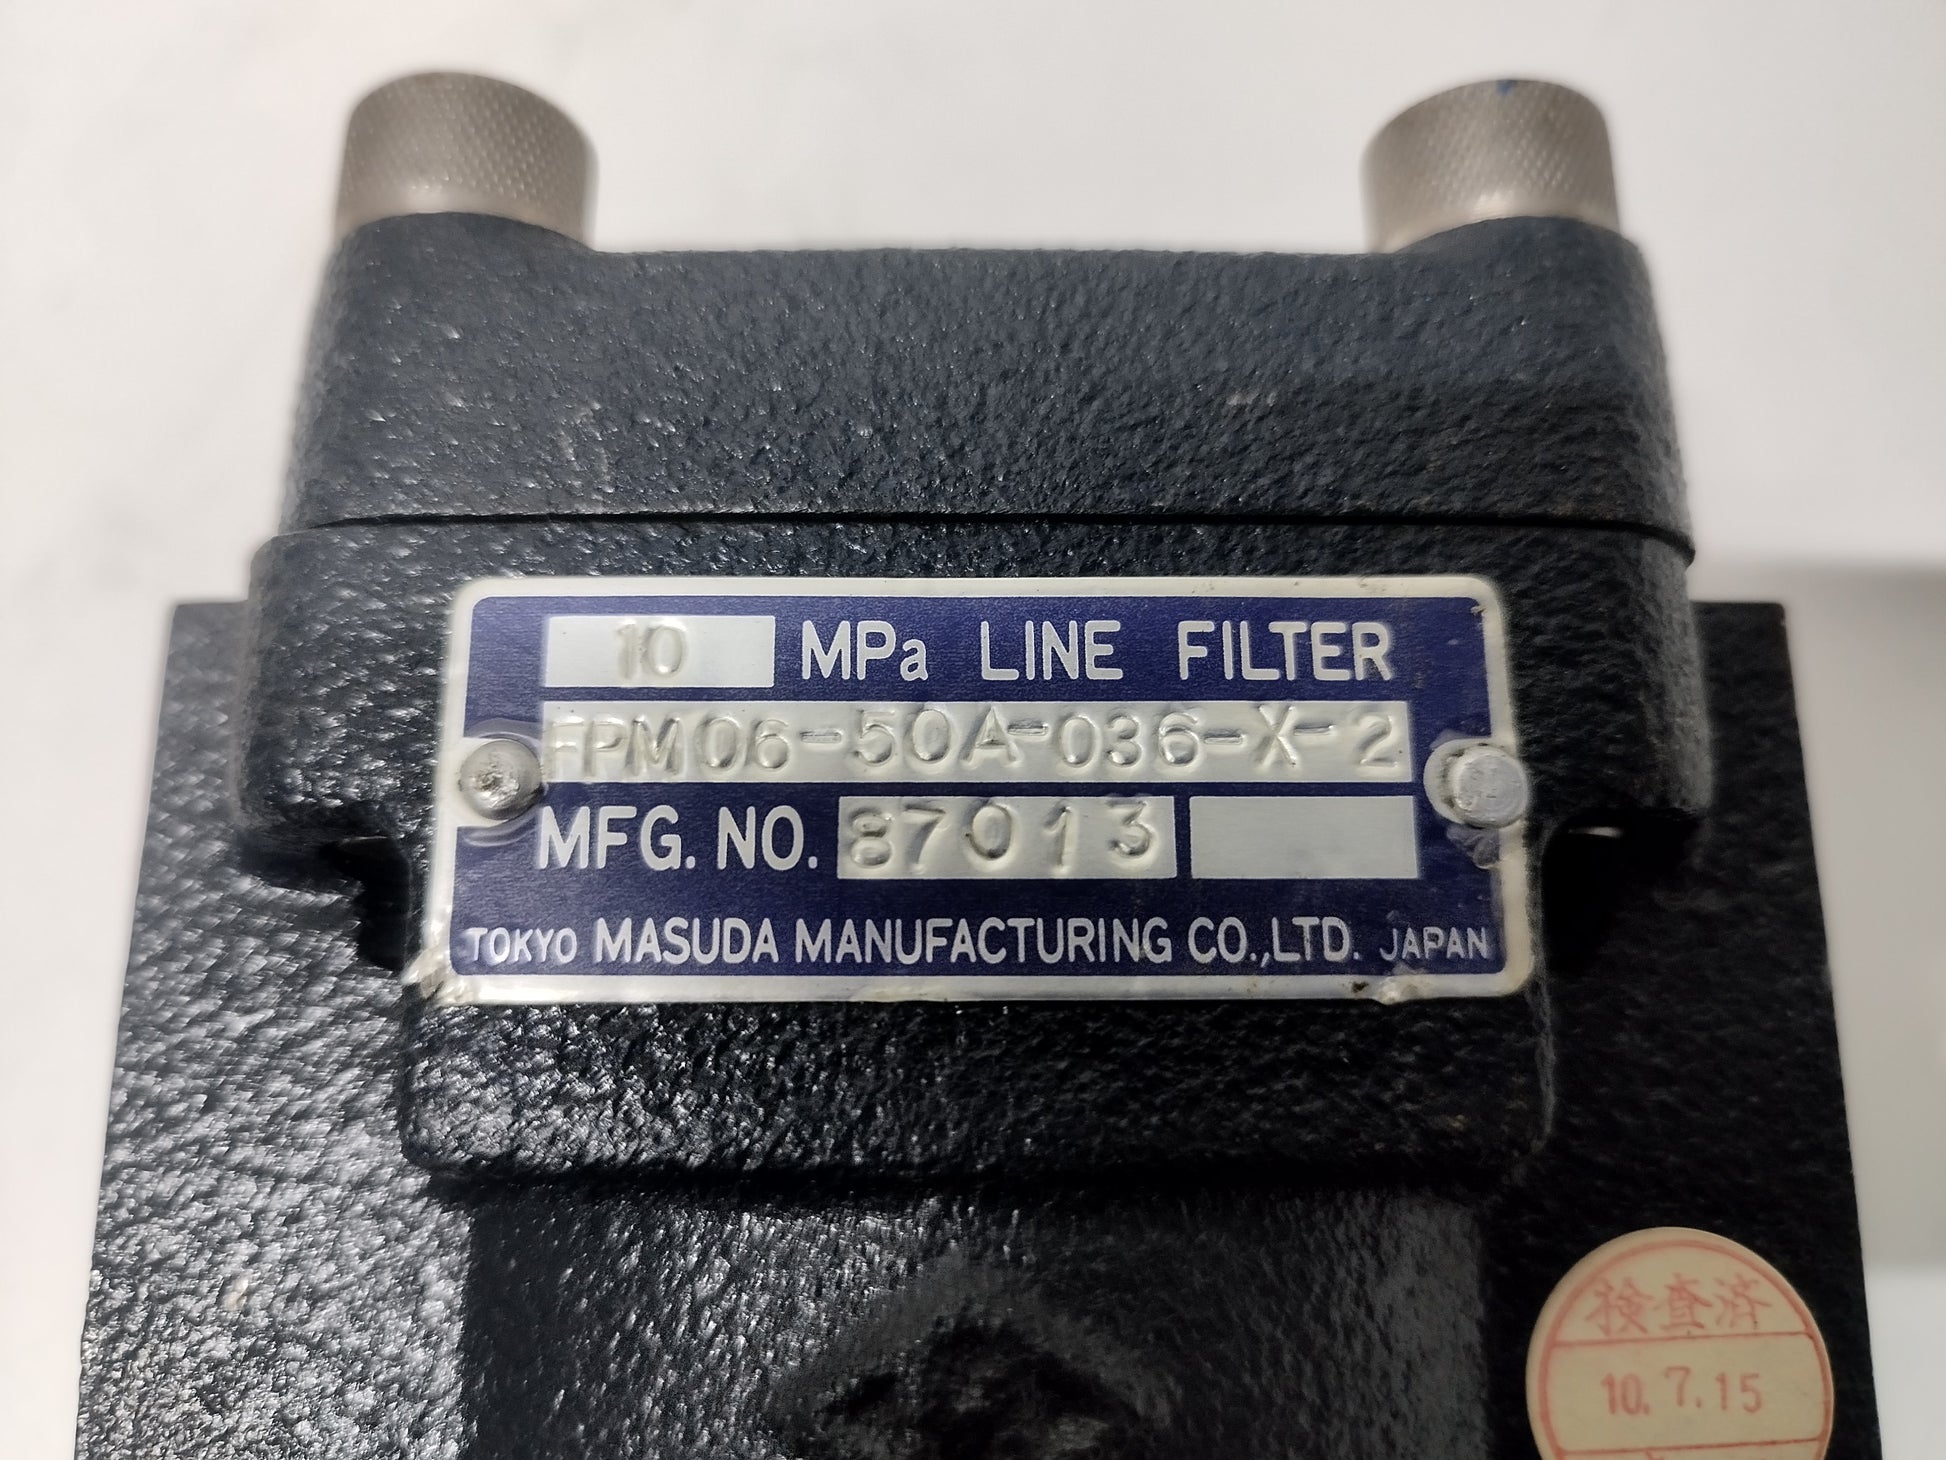 10 MPa LINE FILTER
FPM06-50A-036-X-2
MFG. NO. 87013
TOKYO MASUDA MANUFACTURING CO.,LTD. JAPAN
検査済
10.7.15